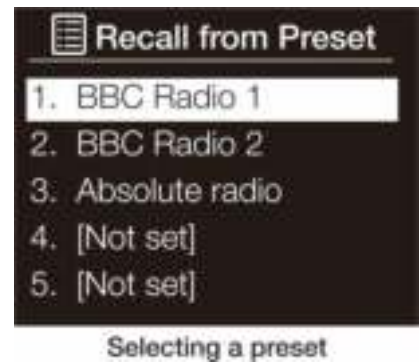 Recall from Preset
1. BBC Radio 1
2. BBC Radio 2
3. Absolute radio
4. [Not set]
5. [Not set]
Selecting a preset